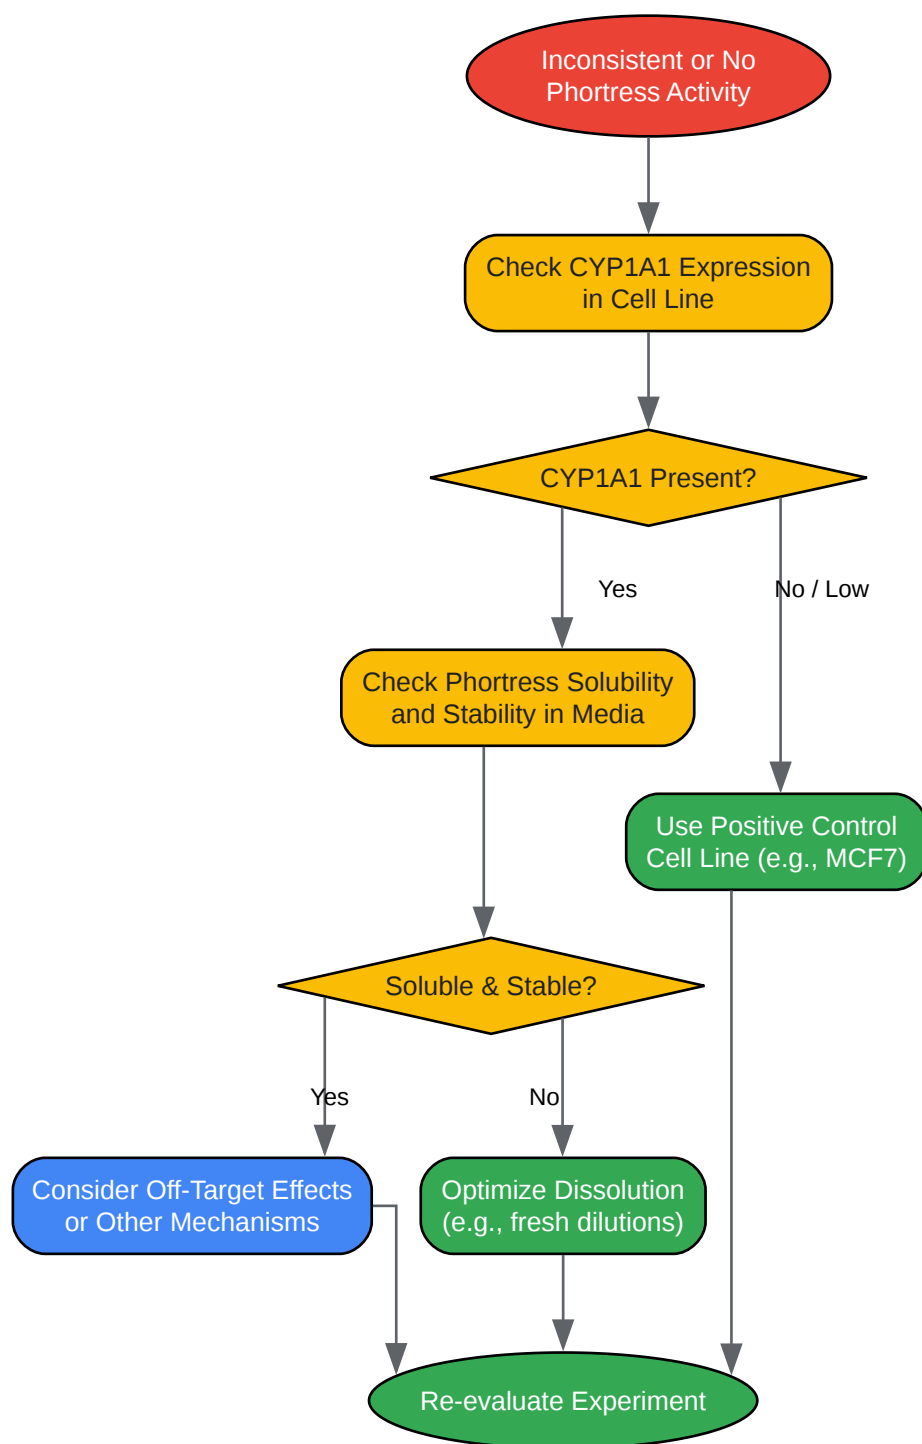 Inconsistent or No
Phortress Activity
Check CYP1A1 Expression
in Cell Line
CYP1A1 Present?
Yes
No / Low
Check Phortress Solubility
and Stability in Media
Use Positive Control
Cell Line (e.g., MCF7)
Soluble & Stable?
Yes
No
Consider Off-Target Effects
or Other Mechanisms
Optimize Dissolution
(e.g., fresh dilutions)
Re-evaluate Experiment